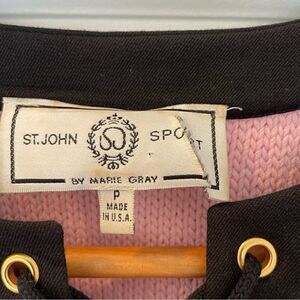 ST. JOHN SPORT
BY MARIE GRAY
P
MADE
IN U.S.A.